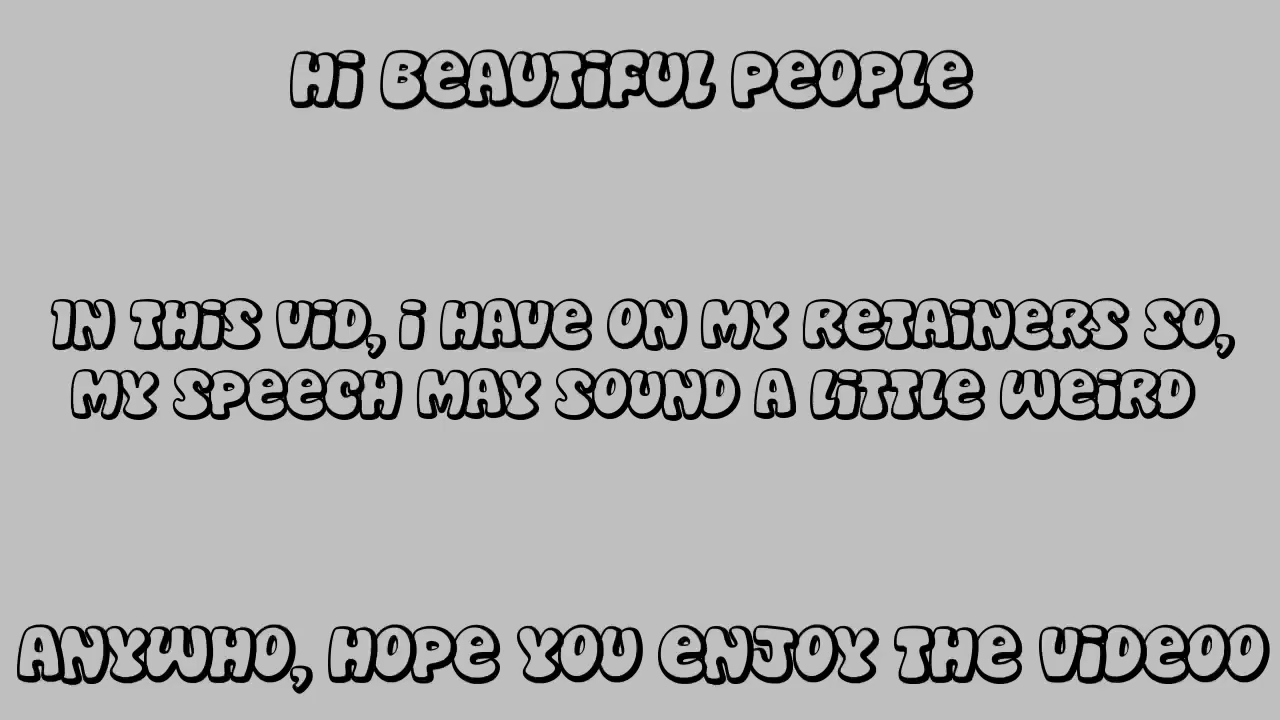 Hi BeAUTiFUL PeOPLe
IN THiS ViD, i HAVe ON MY ReTAiNeRS SO,
MY SPeeCH MAY SOUND A LiTTLe WeiRD
ANYWHO, HOPe YOU eNJOY THe ViDeOO